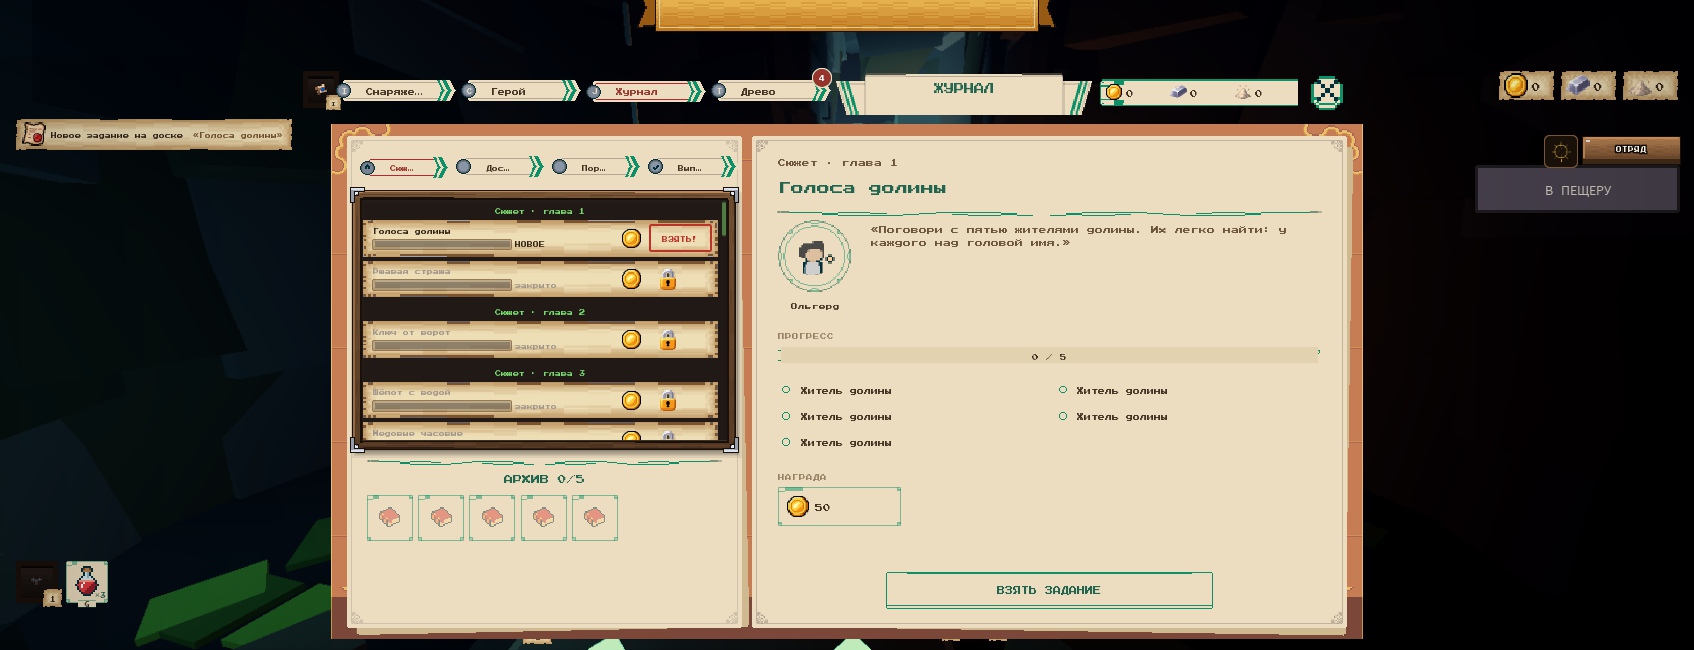 4
I Снаряже...
C Герой
J Журнал
T Древо
ЖУРНАЛ
0 0 0
0 0 0
1
Новое задание на доске «Голоса долины»
ОТРЯД
В ПЕЩЕРУ
Сюж...
Дос...
Пор...
Вып...
Сюжет · глава 1
Голоса долины
НОВОЕ
ВЗЯТЬ!
Ржавая стража
закрыто
Сюжет · глава 2
Ключ от ворот
закрыто
Сюжет · глава 3
Шёпот с водой
закрыто
Медовые часовые
АРХИВ 0/5
Сюжет · глава 1
Голоса долины
«Поговори с пятью жителями долины. Их легко найти: у
каждого над головой имя.»
Ольгерд
ПРОГРЕСС
0 / 5
Житель долины
Житель долины
Житель долины
Житель долины
Житель долины
НАГРАДА
50
ВЗЯТЬ ЗАДАНИЕ
1
×3
G